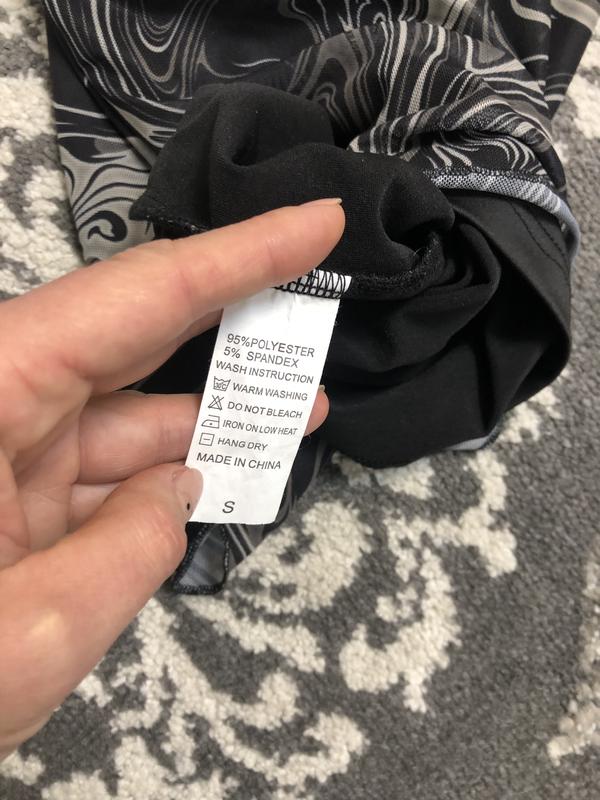 95%POLYESTER
5% SPANDEX
WASH INSTRUCTION
WARM WASHING
DO NOT BLEACH
IRON ON LOW HEAT
HANG DRY
MADE IN CHINA
S